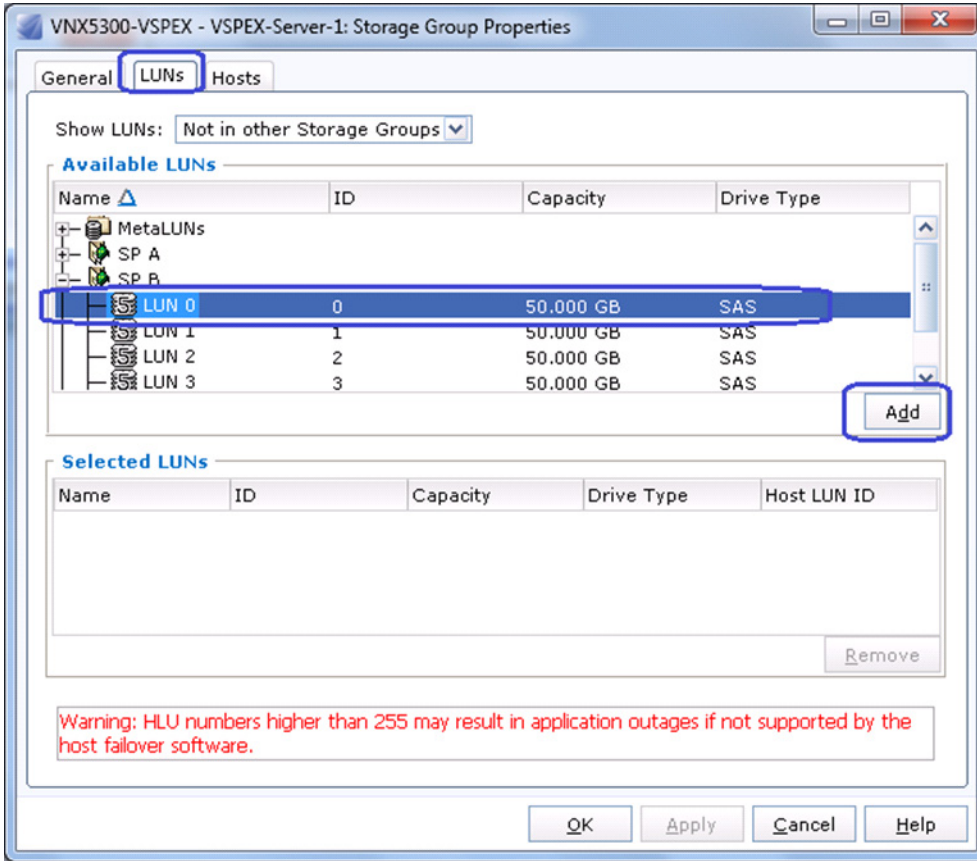 VNX5300-VSPEX - VSPEX-Server-1: Storage Group Properties
General LUNs Hosts
Show LUNs: Not in other Storage Groups
Available LUNs
Name ID Capacity Drive Type
MetaLUNs
SP A
SP B
LUN 0 0 50.000 GB SAS
LUN 1 1 50.000 GB SAS
LUN 2 2 50.000 GB SAS
LUN 3 3 50.000 GB SAS
Add
Selected LUNs
Name ID Capacity Drive Type Host LUN ID
Remove
Warning: HLU numbers higher than 255 may result in application outages if not supported by the
host failover software.
OK Apply Cancel Help